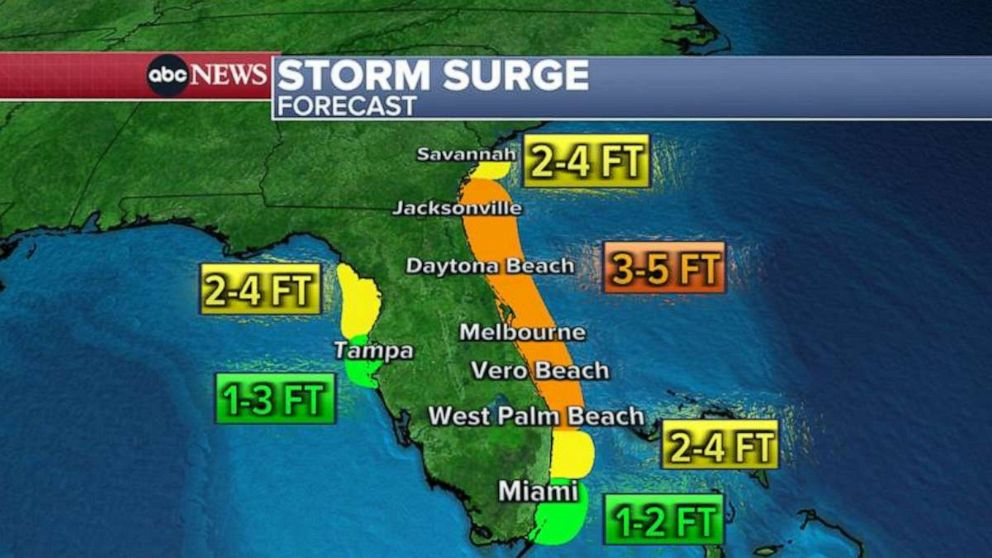 abc NEWS
STORM SURGE
FORECAST
Savannah
2-4 FT
Jacksonville
Daytona Beach
3-5 FT
2-4 FT
Melbourne
Tampa
Vero Beach
1-3 FT
West Palm Beach
2-4 FT
Miami
1-2 FT